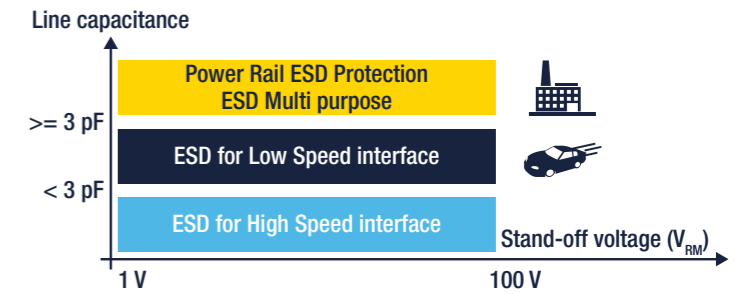 Line capacitance
Power Rail ESD Protection
ESD Multi purpose
>= 3 pF
ESD for Low Speed interface
< 3 pF
ESD for High Speed interface
Stand-off voltage (VRM)
1 V
100 V